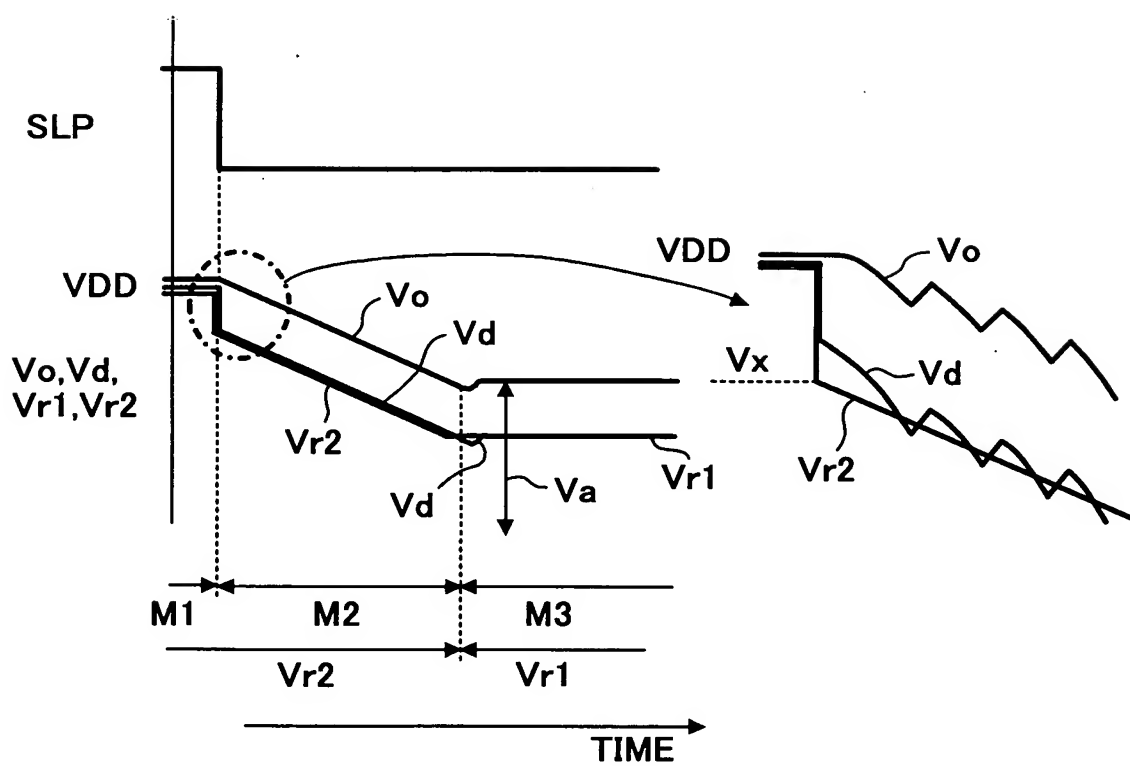 SLP
VDD
Vo
Vd
Vo,Vd,
Vr1,Vr2
Vr2
Vd
Va
Vr1
VDD
Vo
Vx
Vd
Vr2
M1
M2
M3
Vr2
Vr1
TIME